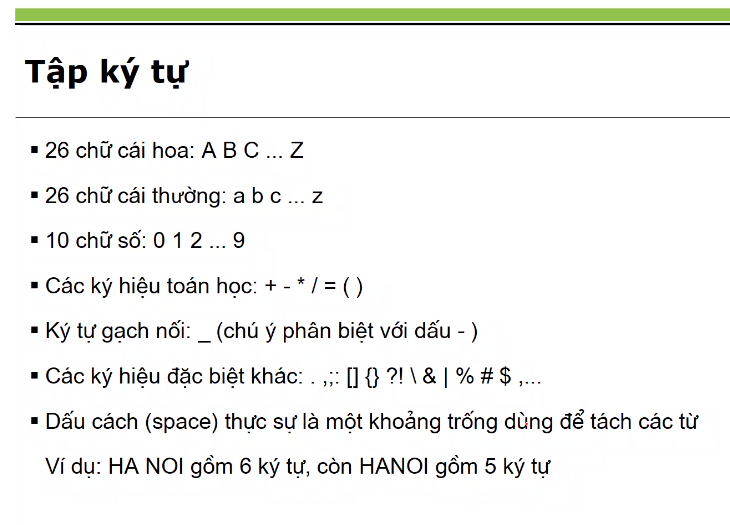 Tập ký tự
▪ 26 chữ cái hoa: A B C ... Z
▪ 26 chữ cái thường: a b c ... z
▪ 10 chữ số: 0 1 2 ... 9
▪ Các ký hiệu toán học: + - * / = ( )
▪ Ký tự gạch nối: _ (chú ý phân biệt với dấu - )
▪ Các ký hiệu đặc biệt khác: . ,;: [] {} ?! \ & | % # $ ,...
▪ Dấu cách (space) thực sự là một khoảng trống dùng để tách các từ
Ví dụ: HA NOI gồm 6 ký tự, còn HANOI gồm 5 ký tự